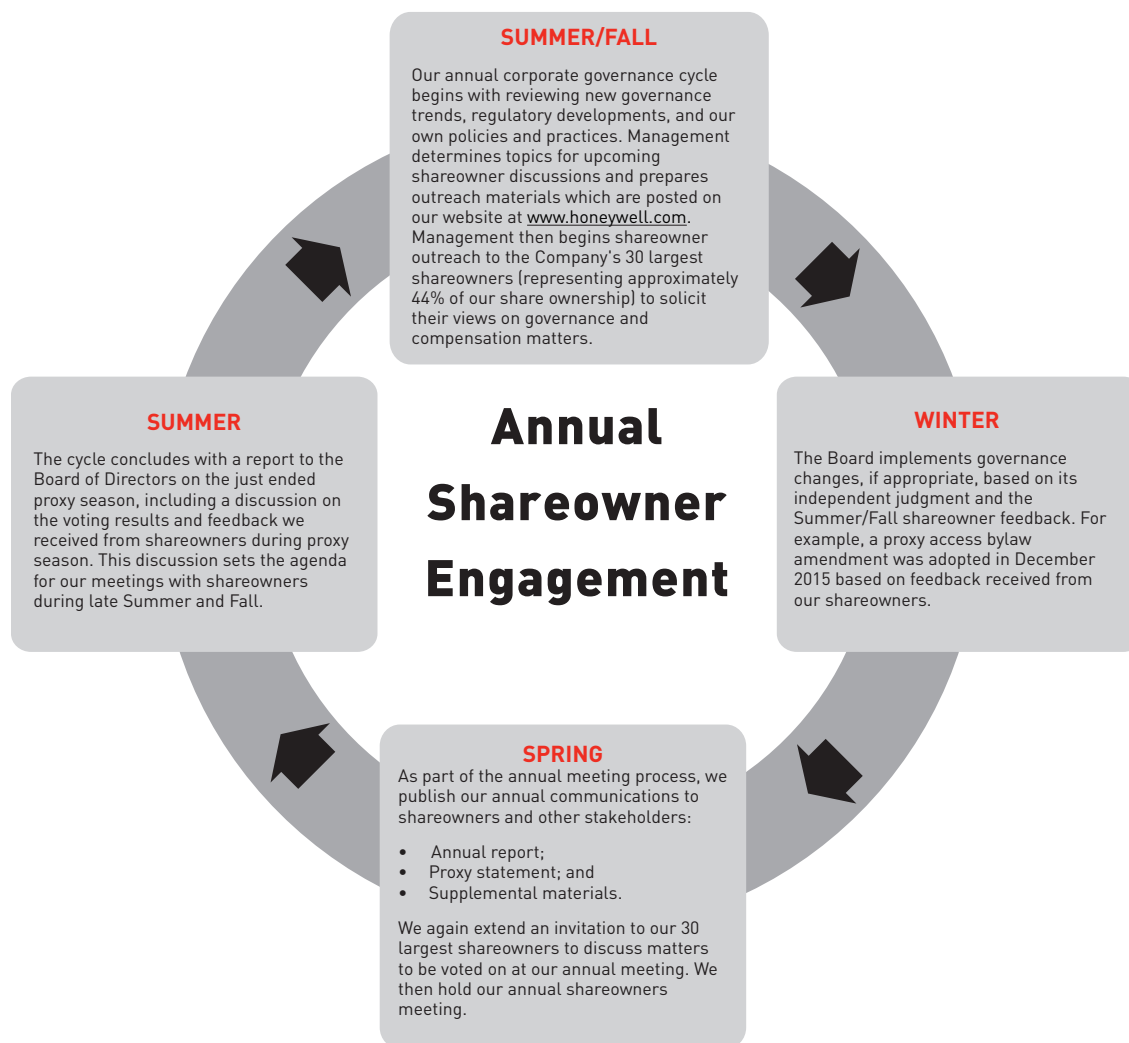 SUMMER/FALL
Our annual corporate governance cycle
begins with reviewing new governance
trends, regulatory developments, and our
own policies and practices. Management
determines topics for upcoming
shareowner discussions and prepares
outreach materials which are posted on
our website at www.honeywell.com.
Management then begins shareowner
outreach to the Company's 30 largest
shareowners (representing approximately
44% of our share ownership) to solicit
their views on governance and
compensation matters.
WINTER
The Board implements governance
changes, if appropriate, based on its
independent judgment and the
Summer/Fall shareowner feedback. For
example, a proxy access bylaw
amendment was adopted in December
2015 based on feedback received from
our shareowners.
SPRING
As part of the annual meeting process, we
publish our annual communications to
shareowners and other stakeholders:
• Annual report;
• Proxy statement; and
• Supplemental materials.
We again extend an invitation to our 30
largest shareowners to discuss matters
to be voted on at our annual meeting. We
then hold our annual shareowners
meeting.
SUMMER
The cycle concludes with a report to the
Board of Directors on the just ended
proxy season, including a discussion on
the voting results and feedback we
received from shareowners during proxy
season. This discussion sets the agenda
for our meetings with shareowners
during late Summer and Fall.
Annual
Shareowner
Engagement